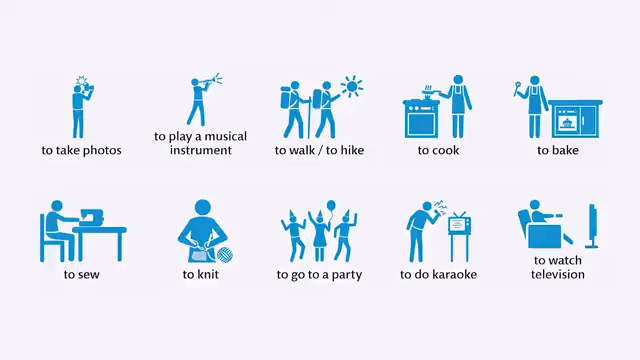 to take photos
to play a musical
instrument
to walk / to hike
to cook
to bake
to sew
to knit
to go to a party
to do karaoke
to watch
television